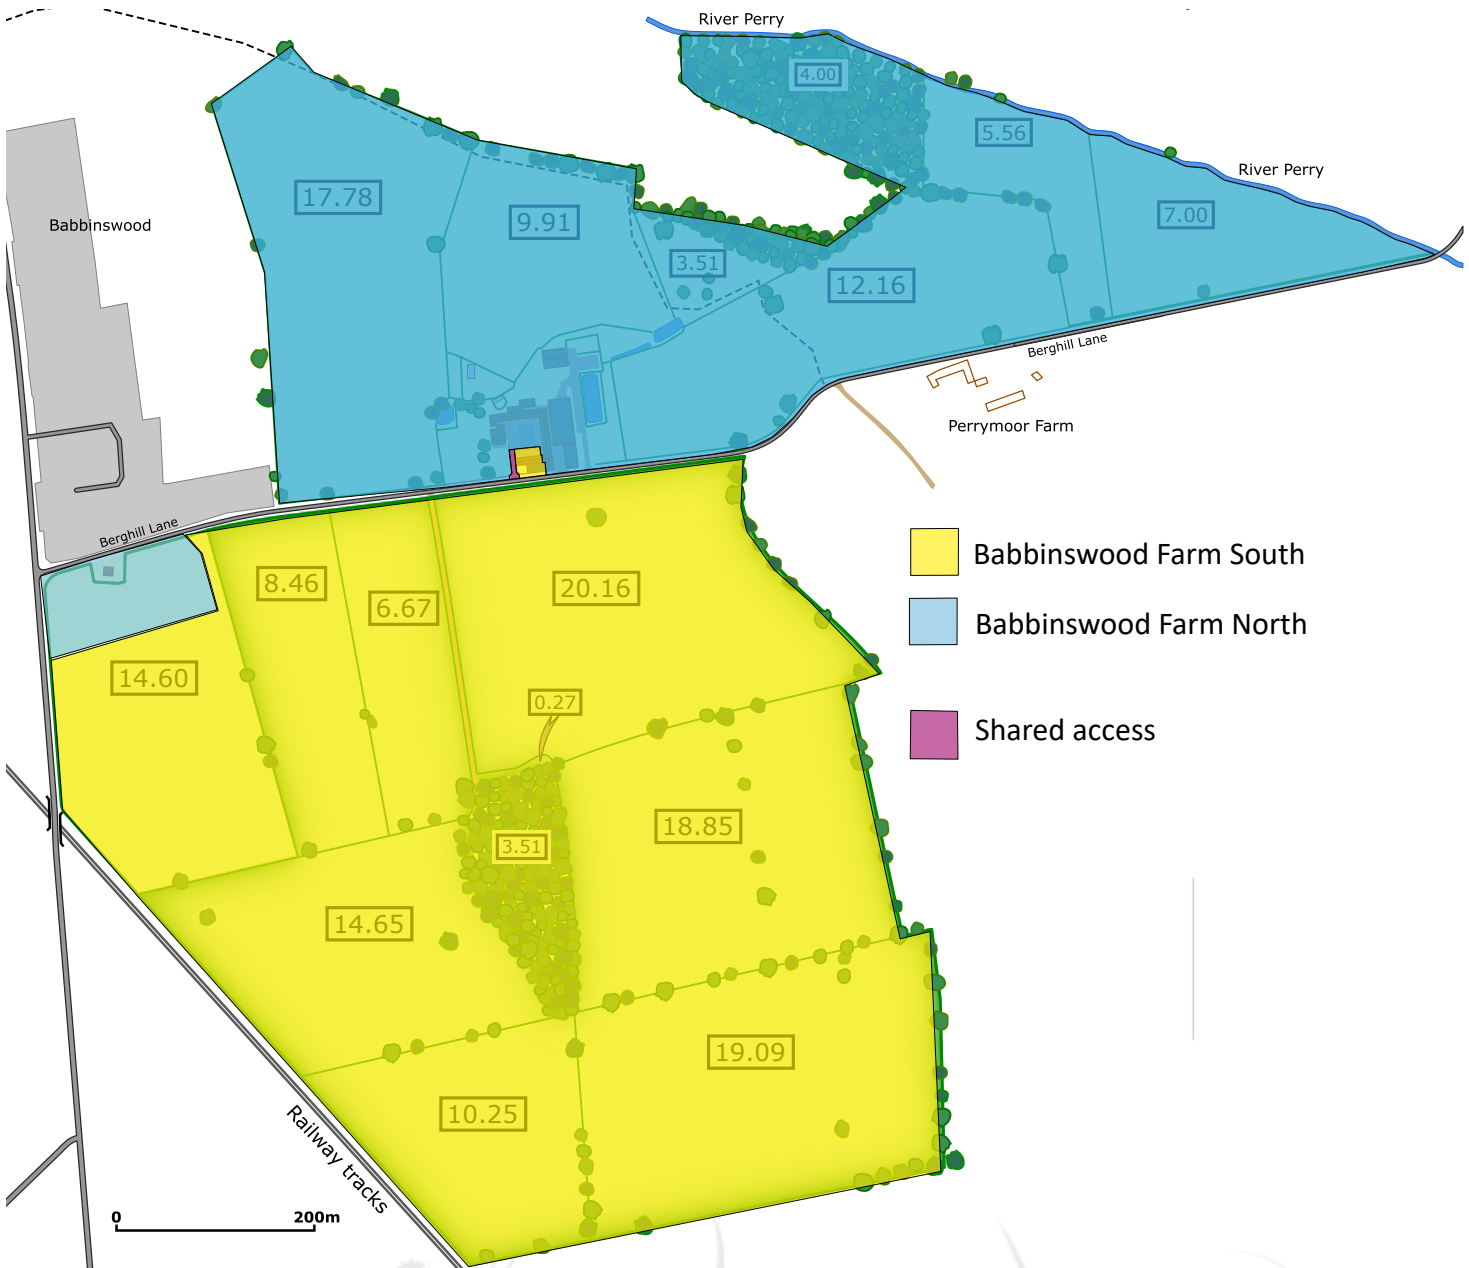 River Perry
4.00
5.56
River Perry
17.78
9.91
7.00
Babbinswood
3.51
12.16
Berghill Lane
Perrymoor Farm
Berghill Lane
8.46
6.67
20.16
Babbinswood Farm South
Babbinswood Farm North
14.60
0.27
Shared access
18.85
3.51
14.65
19.09
10.25
Railway tracks
0 200m